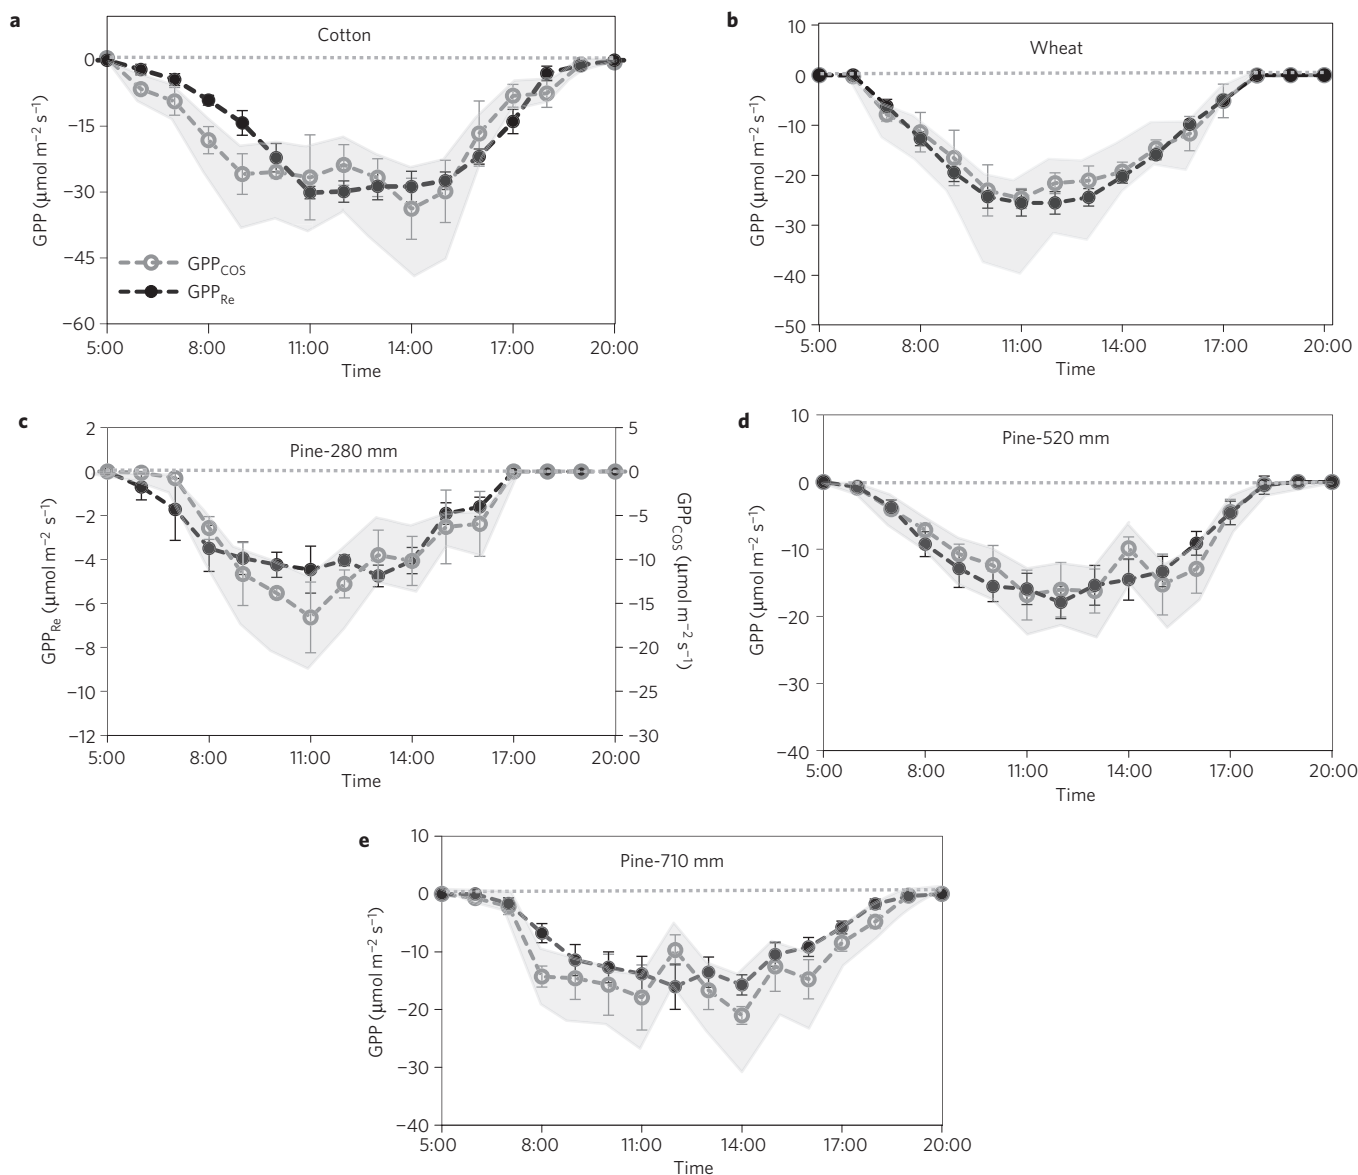 a
Cotton
0
−15
−30
−45
−60
GPP (μmol m−2 s−1)
GPPCOS
GPPRe
5:00 8:00 11:00 14:00 17:00 20:00
Time
b
Wheat
10
0
−10
−20
−30
−40
−50
GPP (μmol m−2 s−1)
5:00 8:00 11:00 14:00 17:00 20:00
Time
c
Pine-280 mm
2
0
−2
−4
−6
−8
−10
−12
GPPRe (μmol m−2 s−1)
5
0
−5
−10
−15
−20
−25
−30
GPPCOS (μmol m−2 s−1)
5:00 8:00 11:00 14:00 17:00 20:00
Time
d
Pine-520 mm
10
0
−10
−20
−30
−40
GPP (μmol m−2 s−1)
5:00 8:00 11:00 14:00 17:00 20:00
Time
e
Pine-710 mm
10
0
−10
−20
−30
−40
GPP (μmol m−2 s−1)
5:00 8:00 11:00 14:00 17:00 20:00
Time